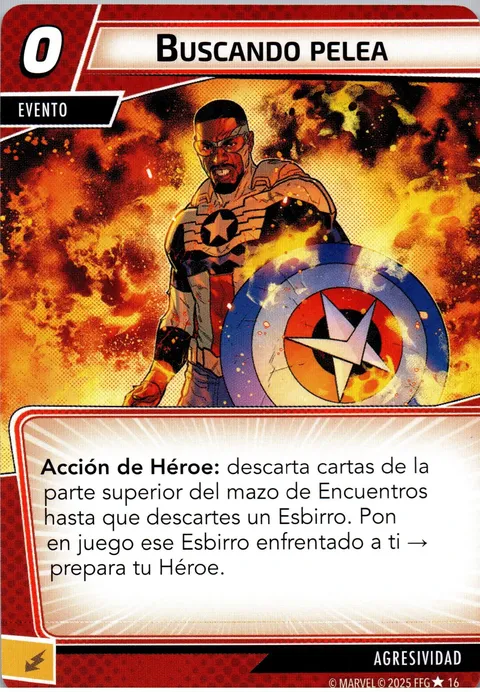 0
BUSCANDO PELEA
EVENTO
Acción de Héroe: descarta cartas de la
parte superior del mazo de Encuentros
hasta que descartes un Esbirro. Pon
en juego ese Esbirro enfrentado a ti →
prepara tu Héroe.
AGRESIVIDAD
© MARVEL © 2025 FFG ★ 16